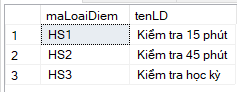 maLoaiDiem tenLD
1 HS1 Kiểm tra 15 phút
2 HS2 Kiểm tra 45 phút
3 HS3 Kiểm tra học kỳ